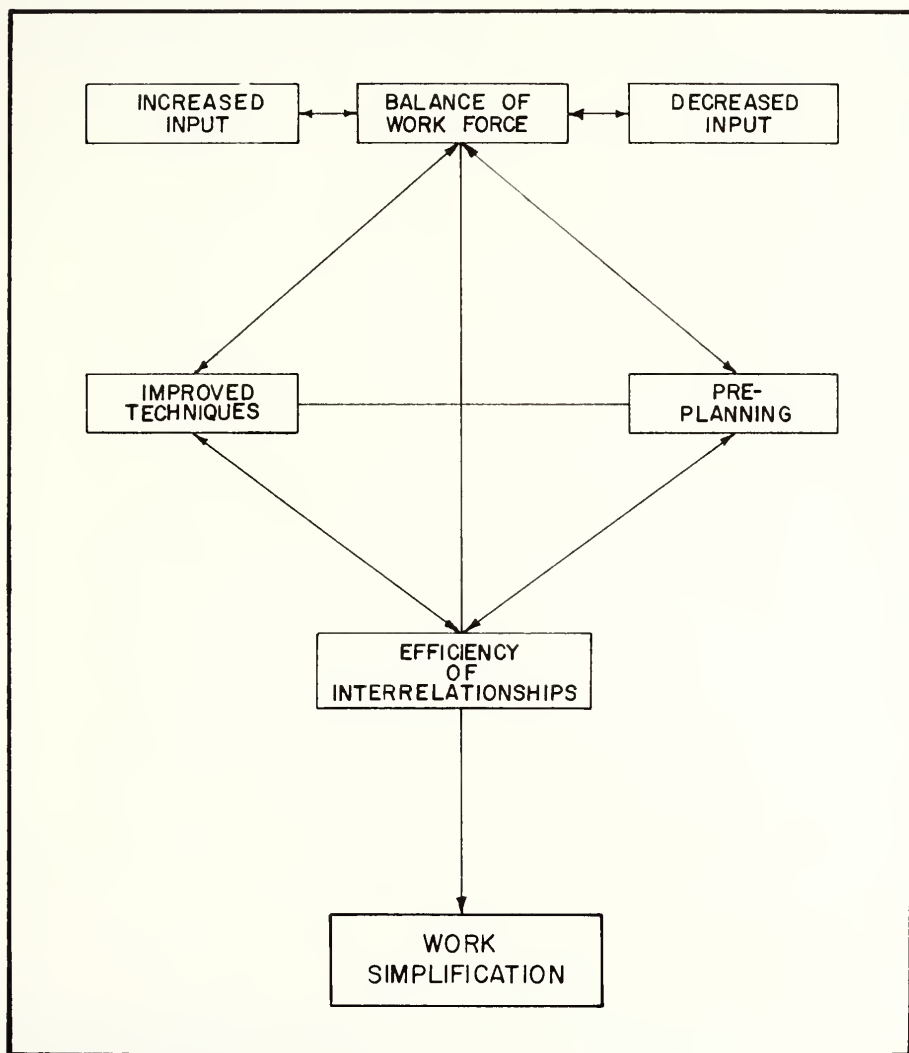 INCREASED
INPUT
BALANCE OF
WORK FORCE
DECREASED
INPUT
IMPROVED
TECHNIQUES
PRE-
PLANNING
EFFICIENCY
OF
INTERRELATIONSHIPS
WORK
SIMPLIFICATION